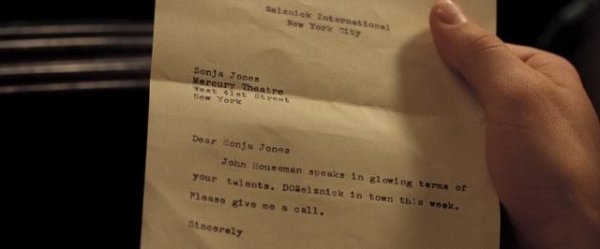 Selznick International
New York City
Sonja Jones
Mercury Theatre
West 41st Street
New York
Dear Sonja Jones
John Houseman speaks in glowing terms of
your talents. DOSelznick in town this week.
Please give me a call.
Sincerely